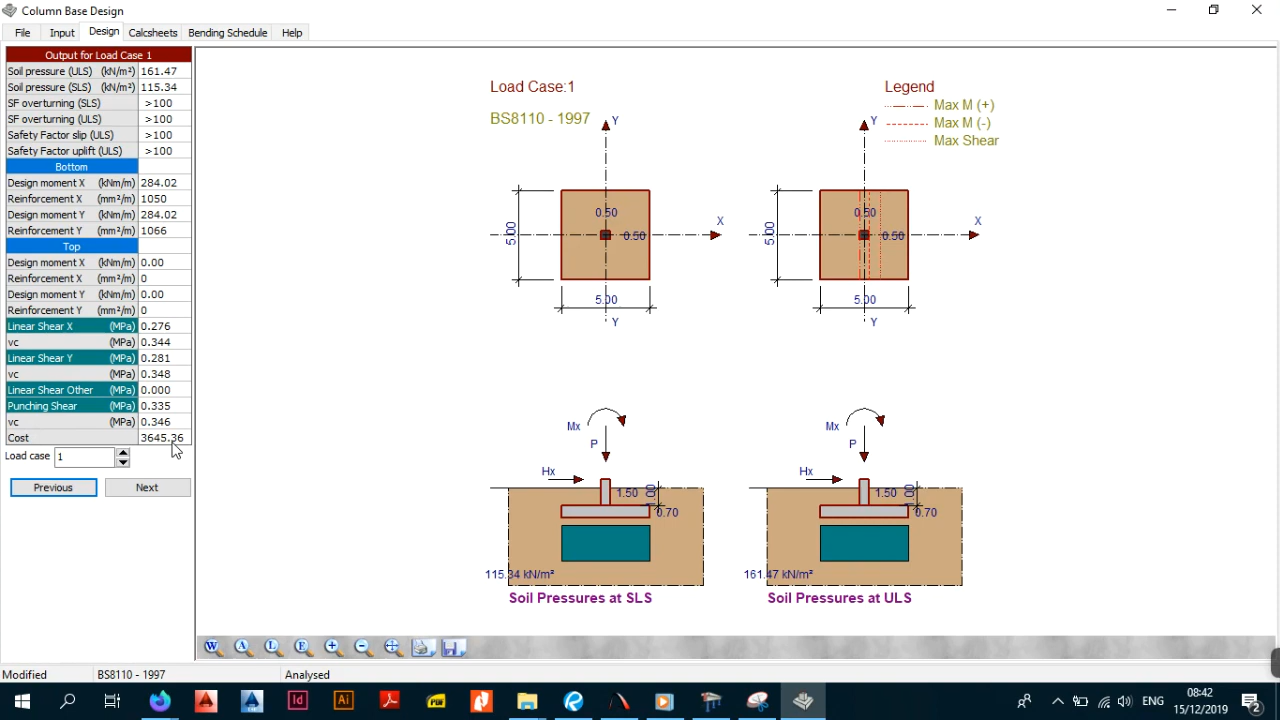 Column Base Design
File Input Design Calcsheets Bending Schedule Help
Output for Load Case 1
Soil pressure (ULS) (kN/m²) 161.47
Soil pressure (SLS) (kN/m²) 115.34
SF overturning (SLS) >100
SF overturning (ULS) >100
Safety Factor slip (ULS) >100
Safety Factor uplift (ULS) >100
Bottom
Design moment X (kNm/m) 284.02
Reinforcement X (mm²/m) 1050
Design moment Y (kNm/m) 284.02
Reinforcement Y (mm²/m) 1066
Top
Design moment X (kNm/m) 0.00
Reinforcement X (mm²/m) 0
Design moment Y (kNm/m) 0.00
Reinforcement Y (mm²/m) 0
Linear Shear X (MPa) 0.276
vc (MPa) 0.344
Linear Shear Y (MPa) 0.281
vc (MPa) 0.348
Linear Shear Other (MPa) 0.000
Punching Shear (MPa) 0.335
vc (MPa) 0.346
Cost 3645.36
Load case 1
Previous Next
Load Case:1
BS8110 - 1997
Legend
Max M (+)
Max M (-)
Max Shear
Y
0.50
0.50
X
5.00
5.00
Y
Y
0.50
0.50
X
5.00
5.00
Y
Mx
P
Hx
1.50
1.00
0.70
115.34 kN/m²
Soil Pressures at SLS
Mx
P
Hx
1.50
1.00
0.70
161.47 kN/m²
Soil Pressures at ULS
W A L E
Modified BS8110 - 1997 Analysed
Id Ai
ENG
08:42
15/12/2019
2